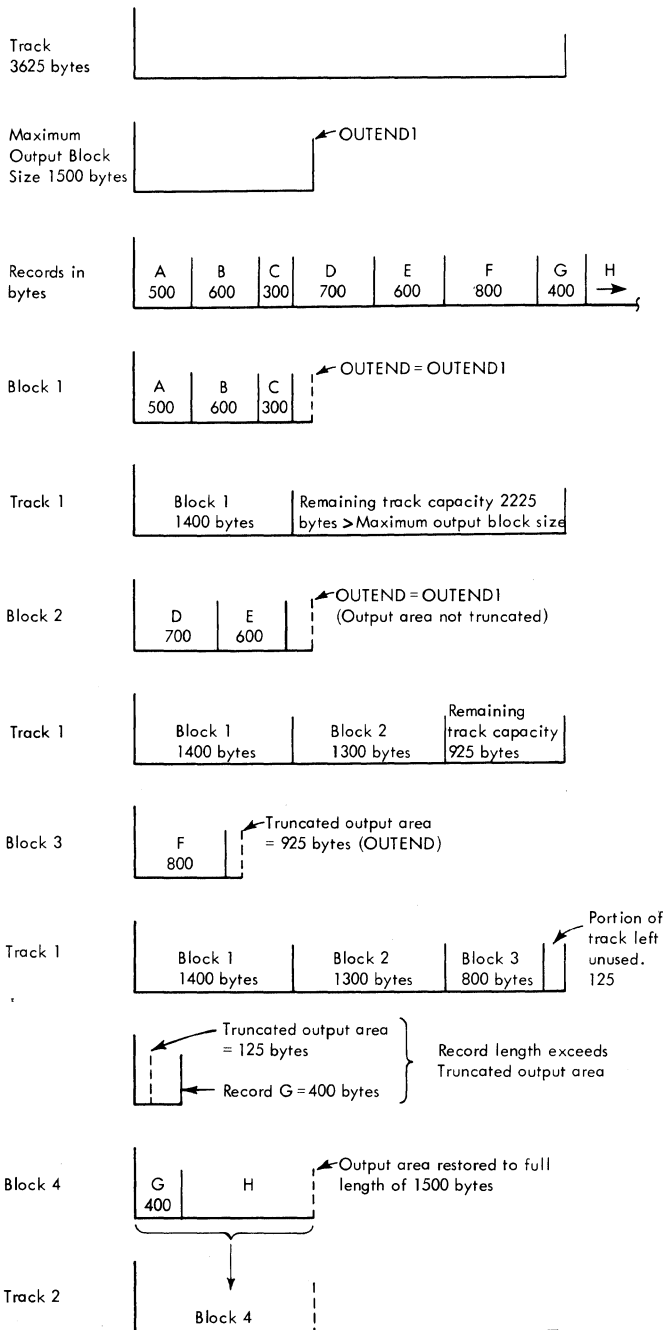 Track
3625 bytes
Maximum
Output Block
Size 1500 bytes
OUTEND1
Records in
bytes
A B C D E F G H
500 600 300 700 600 800 400
Block 1
A B C
500 600 300
OUTEND = OUTEND1
Track 1
Block 1
1400 bytes
Remaining track capacity 2225
bytes > Maximum output block size
Block 2
D E
700 600
OUTEND = OUTEND1
(Output area not truncated)
Track 1
Block 1
1400 bytes
Block 2
1300 bytes
Remaining
track capacity
925 bytes
Block 3
F
800
Truncated output area
= 925 bytes (OUTEND)
Track 1
Block 1
1400 bytes
Block 2
1300 bytes
Block 3
800 bytes
Portion of
track left
unused.
125
Truncated output area
= 125 bytes
Record G = 400 bytes
Record length exceeds
Truncated output area
Block 4
G H
400
Output area restored to full
length of 1500 bytes
Track 2
Block 4